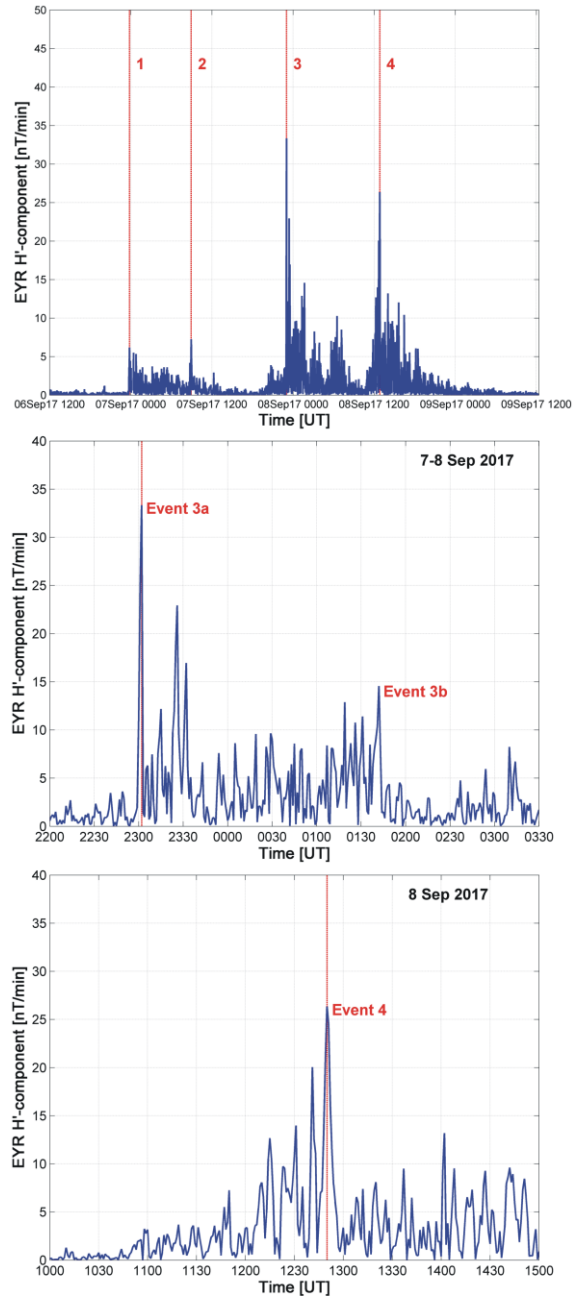 50
45
40
35
30
25
20
15
10
5
0
EYR H'-component [nT/min]
1
2
3
4
06Sep17 1200 07Sep17 0000 07Sep17 1200 08Sep17 0000 08Sep17 1200 09Sep17 0000 09Sep17 1200
Time [UT]
40
35
30
25
20
15
10
5
0
EYR H'-component [nT/min]
7-8 Sep 2017
Event 3a
Event 3b
2200 2230 2300 2330 0000 0030 0100 0130 0200 0230 0300 0330
Time [UT]
40
35
30
25
20
15
10
5
0
EYR H'-component [nT/min]
8 Sep 2017
Event 4
1000 1030 1100 1130 1200 1230 1300 1330 1400 1430 1500
Time [UT]